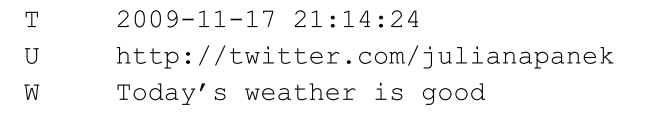 T 2009-11-17 21:14:24
U http://twitter.com/julianapanek
W Today’s weather is good